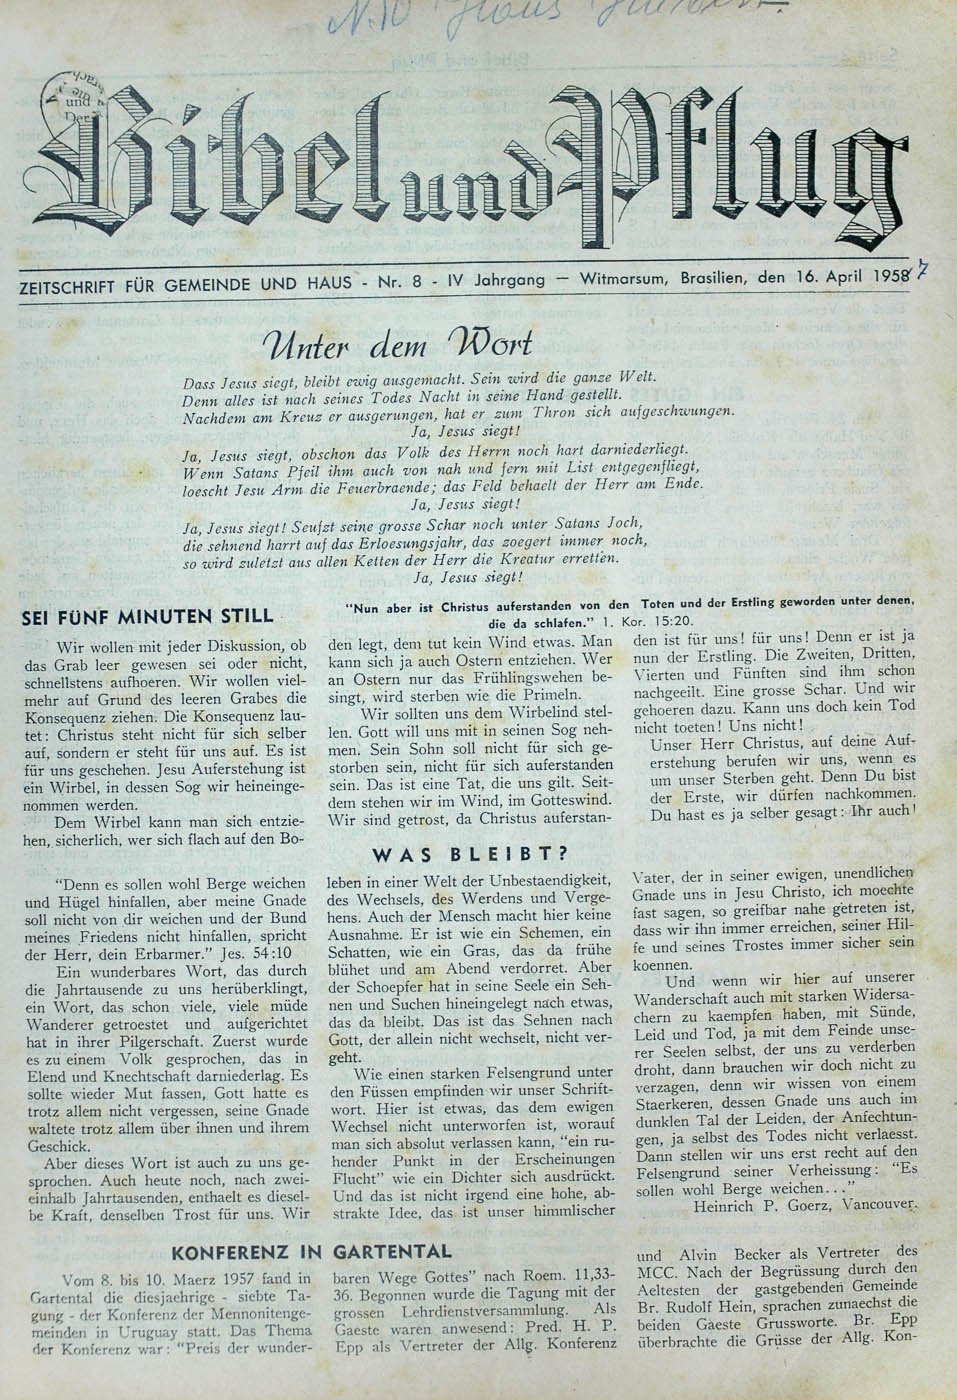 N. 10 Hans
und
Der
Bibel und Pflug
ZEITSCHRIFT FÜR GEMEINDE UND HAUS - Nr. 8 - IV Jahrgang — Witmarsum, Brasilien, den 16. April 1958 7
Unter dem Wort
Dass Jesus siegt, bleibt ewig ausgemacht. Sein wird die ganze Welt.
Denn alles ist nach seines Todes Nacht in seine Hand gestellt.
Nachdem am Kreuz er ausgerungen, hat er zum Thron sich aufgeschwungen.
Ja, Jesus siegt!
Ja, Jesus siegt, obschon das Volk des Herrn noch hart darniederliegt.
Wenn Satans Pfeil ihm auch von nah und fern mit List entgegenfliegt,
loescht Jesu Arm die Feuerbraende; das Feld behaelt der Herr am Ende.
Ja, Jesus siegt!
Ja, Jesus siegt! Seufzt seine grosse Schar noch unter Satans Joch,
die sehnend harrt auf das Erloesungsjahr, das zoegert immer noch,
so wird zuletzt aus allen Ketten der Herr die Kreatur erretten.
Ja, Jesus siegt!
SEI FÜNF MINUTEN STILL
"Nun aber ist Christus auferstanden von den Toten und der Erstling geworden unter denen,
die da schlafen." 1. Kor. 15:20.
Wir wollen mit jeder Diskussion, ob
das Grab leer gewesen sei oder nicht,
schnellstens aufhoeren. Wir wollen viel-
mehr auf Grund des leeren Grabes die
Konsequenz ziehen. Die Konsequenz lau-
tet: Christus steht nicht für sich selber
auf, sondern er steht für uns auf. Es ist
für uns geschehen. Jesu Auferstehung ist
ein Wirbel, in dessen Sog wir heineinge-
nommen werden.
Dem Wirbel kann man sich entzie-
hen, sicherlich, wer sich flach auf den Bo-
den legt, dem tut kein Wind etwas. Man
kann sich ja auch Ostern entziehen. Wer
an Ostern nur das Frühlingswehen be-
singt, wird sterben wie die Primeln.
Wir sollten uns dem Wirbelind stel-
len. Gott will uns mit in seinen Sog neh-
men. Sein Sohn soll nicht für sich ge-
storben sein, nicht für sich auferstanden
sein. Das ist eine Tat, die uns gilt. Seit-
dem stehen wir im Wind, im Gotteswind.
Wir sind getrost, da Christus auferstan-
den ist für uns! für uns! Denn er ist ja
nun der Erstling. Die Zweiten, Dritten,
Vierten und Fünften sind ihm schon
nachgeeilt. Eine grosse Schar. Und wir
gehoeren dazu. Kann uns doch kein Tod
nicht toeten! Uns nicht!
Unser Herr Christus, auf deine Auf-
erstehung berufen wir uns, wenn es
um unser Sterben geht. Denn Du bist
der Erste, wir dürfen nachkommen.
Du hast es ja selber gesagt: Ihr auch!
WAS BLEIBT?
"Denn es sollen wohl Berge weichen
und Hügel hinfallen, aber meine Gnade
soll nicht von dir weichen und der Bund
meines Friedens nicht hinfallen, spricht
der Herr, dein Erbarmer." Jes. 54:10
Ein wunderbares Wort, das durch
die Jahrtausende zu uns herüberklingt,
ein Wort, das schon viele, viele müde
Wanderer getroestet und aufgerichtet
hat in ihrer Pilgerschaft. Zuerst wurde
es zu einem Volk gesprochen, das in
Elend und Knechtschaft darniederlag. Es
sollte wieder Mut fassen, Gott hatte es
trotz allem nicht vergessen, seine Gnade
waltete trotz allem über ihnen und ihrem
Geschick.
Aber dieses Wort ist auch zu uns ge-
sprochen. Auch heute noch, nach zwei-
einhalb Jahrtausenden, enthaelt es diesel-
be Kraft, denselben Trost für uns. Wir
leben in einer Welt der Unbestaendigkeit,
des Wechsels, des Werdens und Verge-
hens. Auch der Mensch macht hier keine
Ausnahme. Er ist wie ein Schemen, ein
Schatten, wie ein Gras, das da frühe
blühet und am Abend verdorret. Aber
der Schoepfer hat in seine Seele ein Seh-
nen und Suchen hineingelegt nach etwas,
das da bleibt. Das ist das Sehnen nach
Gott, der allein nicht wechselt, nicht ver-
geht.
Wie einen starken Felsengrund unter
den Füssen empfinden wir unser Schrift-
wort. Hier ist etwas, das dem ewigen
Wechsel nicht unterworfen ist, worauf
man sich absolut verlassen kann, "ein ru-
hender Punkt in der Erscheinungen
Flucht" wie ein Dichter sich ausdrückt.
Und das ist nicht irgend eine hohe, ab-
strakte Idee, das ist unser himmlischer
Vater, der in seiner ewigen, unendlichen
Gnade uns in Jesu Christo, ich moechte
fast sagen, so greifbar nahe getreten ist,
dass wir ihn immer erreichen, seiner Hil-
fe und seines Trostes immer sicher sein
koennen.
Und wenn wir hier auf unserer
Wanderschaft auch mit starken Widersa-
chern zu kaempfen haben, mit Sünde,
Leid und Tod, ja mit dem Feinde unse-
rer Seelen selbst, der uns zu verderben
droht, dann brauchen wir doch nicht zu
verzagen, denn wir wissen von einem
Staerkeren, dessen Gnade uns auch im
dunklen Tal der Leiden, der Anfechtun-
gen, ja selbst des Todes nicht verlaesst.
Dann stellen wir uns erst recht auf den
Felsengrund seiner Verheissung: "Es
sollen wohl Berge weichen..."
Heinrich P. Goerz, Vancouver.
KONFERENZ IN GARTENTAL
Vom 8. bis 10. Maerz 1957 fand in
Gartental die diesjaehrige - siebte Ta-
gung - der Konferenz der Mennonitenge-
meinden in Uruguay statt. Das Thema
der Konferenz war: "Preis der wunder-
baren Wege Gottes" nach Roem. 11,33-
36. Begonnen wurde die Tagung mit der
grossen Lehrdienstversammlung. Als
Gaeste waren anwesend: Pred. H. P.
Epp als Vertreter der Allg. Konferenz
und Alvin Becker als Vertreter des
MCC. Nach der Begrüssung durch den
Aeltesten der gastgebenden Gemeinde
Br. Rudolf Hein, sprachen zunaechst die
beiden Gaeste Grussworte. Br. Epp
überbrachte die Grüsse der Allg. Kon-